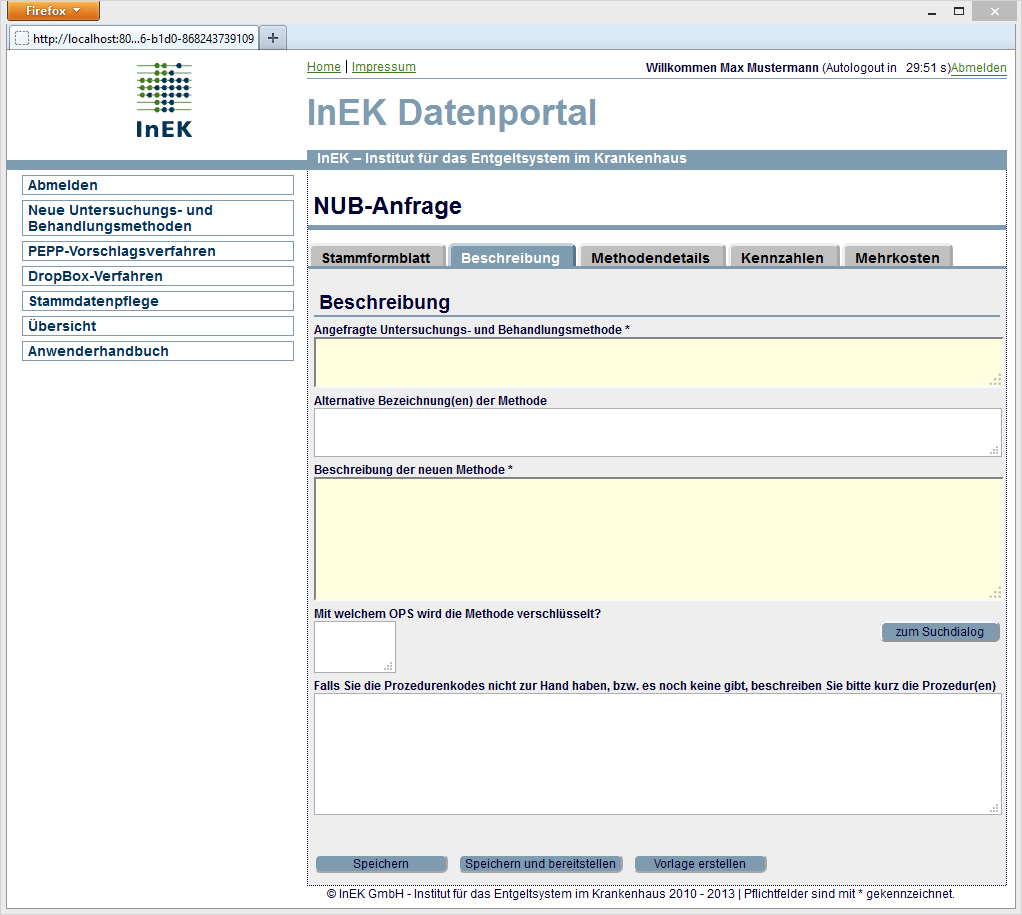 Firefox
http://localhost:80...6-b1d0-868243739109
Home | Impressum
Willkommen Max Mustermann (Autologout in 29:51 s)Abmelden
InEK
InEK Datenportal
InEK – Institut für das Entgeltsystem im Krankenhaus
Abmelden
Neue Untersuchungs- und
Behandlungsmethoden
PEPP-Vorschlagsverfahren
DropBox-Verfahren
Stammdatenpflege
Übersicht
Anwenderhandbuch
NUB-Anfrage
Stammformblatt Beschreibung Methodendetails Kennzahlen Mehrkosten
Beschreibung
Angefragte Untersuchungs- und Behandlungsmethode *
Alternative Bezeichnung(en) der Methode
Beschreibung der neuen Methode *
Mit welchem OPS wird die Methode verschlüsselt?
zum Suchdialog
Falls Sie die Prozedurenkodes nicht zur Hand haben, bzw. es noch keine gibt, beschreiben Sie bitte kurz die Prozedur(en)
Speichern Speichern und bereitstellen Vorlage erstellen
© InEK GmbH - Institut für das Entgeltsystem im Krankenhaus 2010 - 2013 | Pflichtfelder sind mit * gekennzeichnet.